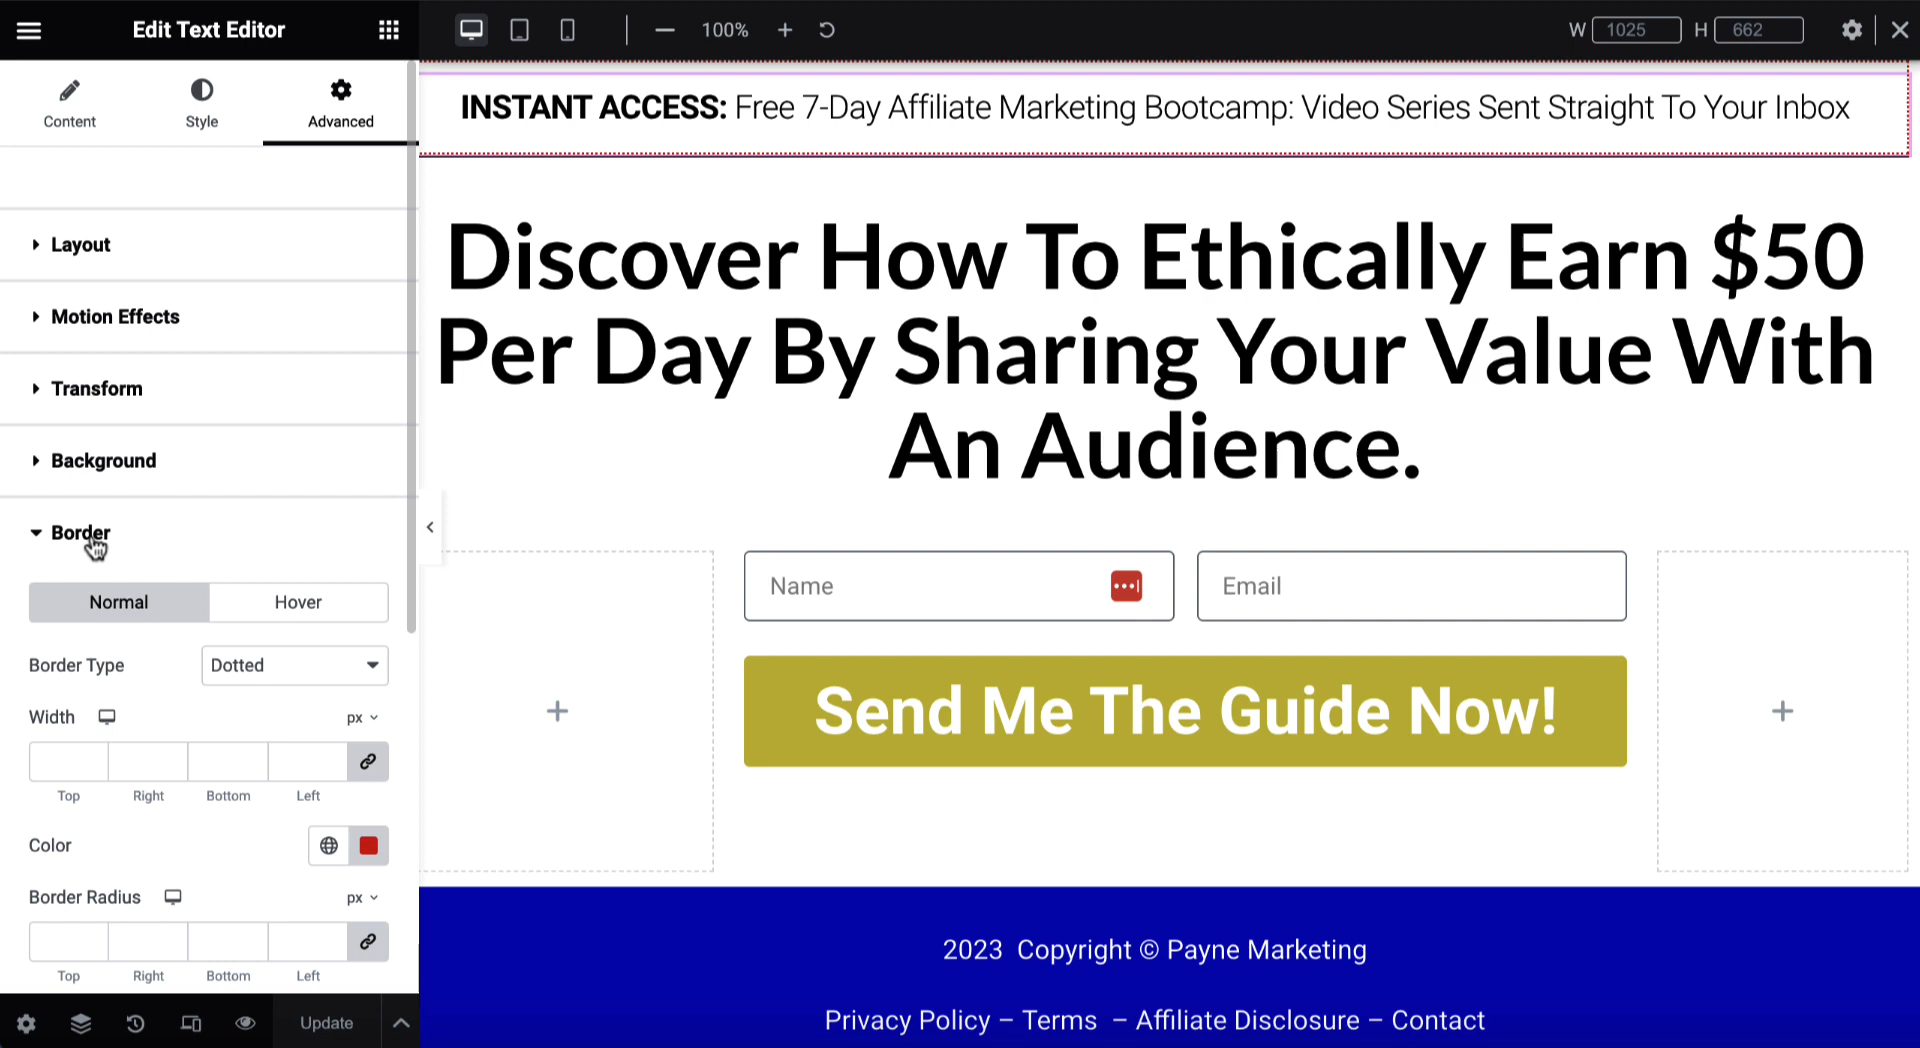 Edit Text Editor
100%
W 1025 H 662
Content Style Advanced
INSTANT ACCESS: Free 7-Day Affiliate Marketing Bootcamp: Video Series Sent Straight To Your Inbox
Layout
Motion Effects
Transform
Background
Border
Normal Hover
Border Type Dotted
Width px
Top Right Bottom Left
Color
Border Radius px
Top Right Bottom Left
Update
Discover How To Ethically Earn $50
Per Day By Sharing Your Value With
An Audience.
Name Email
Send Me The Guide Now!
2023 Copyright © Payne Marketing
Privacy Policy – Terms – Affiliate Disclosure – Contact